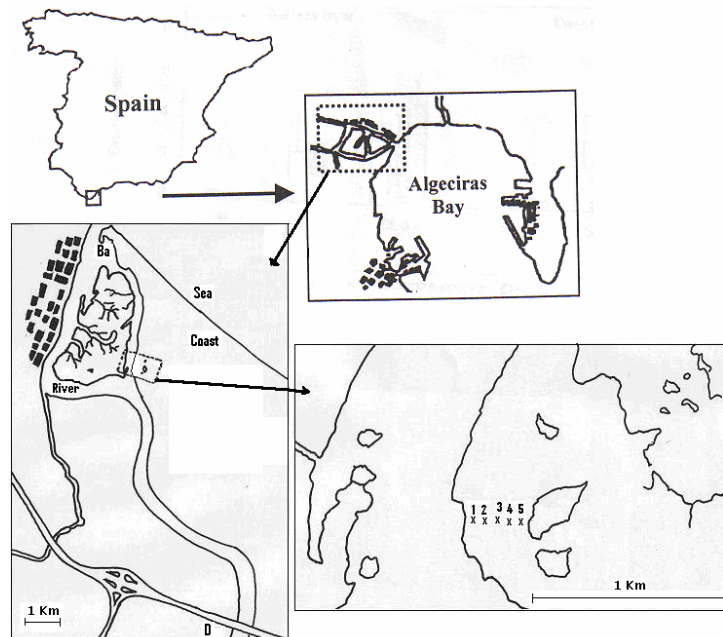 Spain
Algeciras
Bay
Ba
Sea
Coast
River
1 Km
D
1 2 3 4 5
x x x x x
1 Km